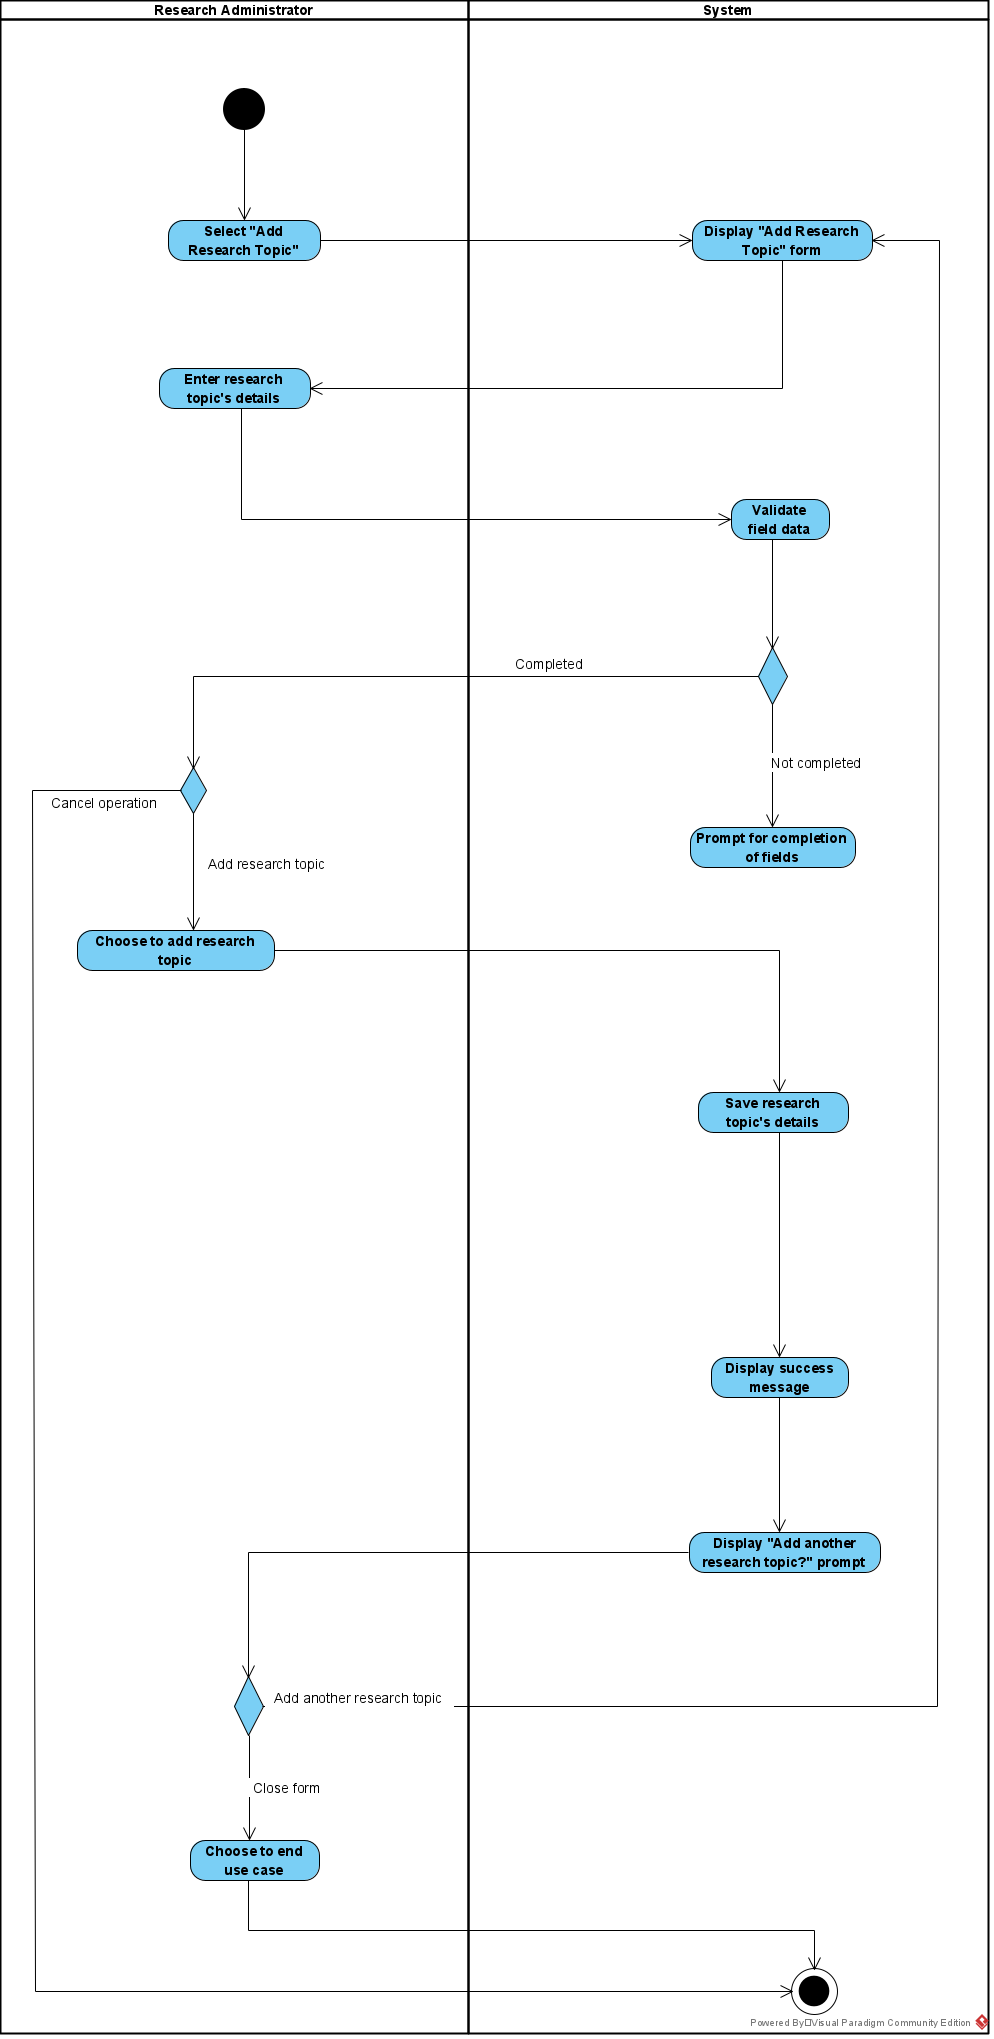 Research Administrator
System
Select "Add
Research Topic"
Display "Add Research
Topic" form
Enter research
topic's details
Validate
field data
Completed
Not completed
Cancel operation
Prompt for completion
of fields
Add research topic
Choose to add research
topic
Save research
topic's details
Display success
message
Display "Add another
research topic?" prompt
Add another research topic
Close form
Choose to end
use case
Powered By□Visual Paradigm Community Edition